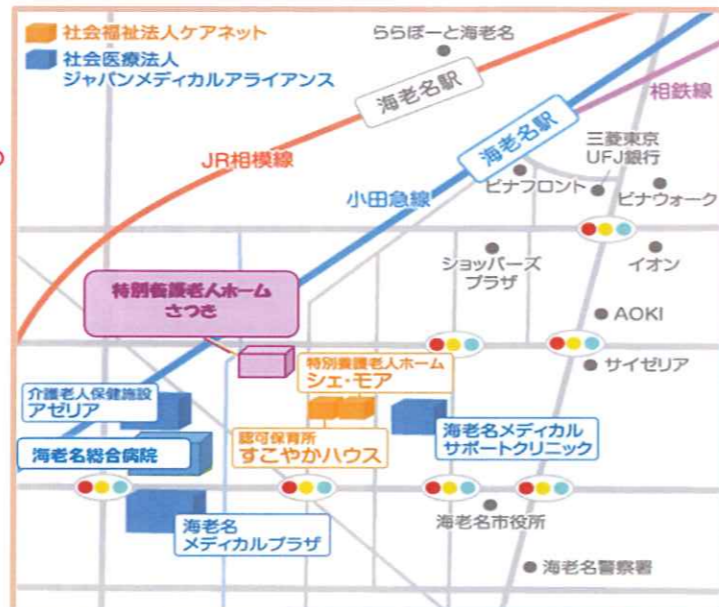 社会福祉法人ケアネット
社会医療法人
ジャパンメディカルアライアンス
ららぽーと海老名
海老名駅
JR相模線
海老名駅
相鉄線
小田急線
三菱東京
UFJ銀行
ビナフロント
ビナウォーク
ショッパーズ
プラザ
イオン
特別養護老人ホーム
さつき
AOKI
サイゼリア
特別養護老人ホーム
シェ・モア
介護老人保健施設
アゼリア
認可保育所
すこやかハウス
海老名メディカル
サポートクリニック
海老名総合病院
海老名
メディカルプラザ
海老名市役所
海老名警察署